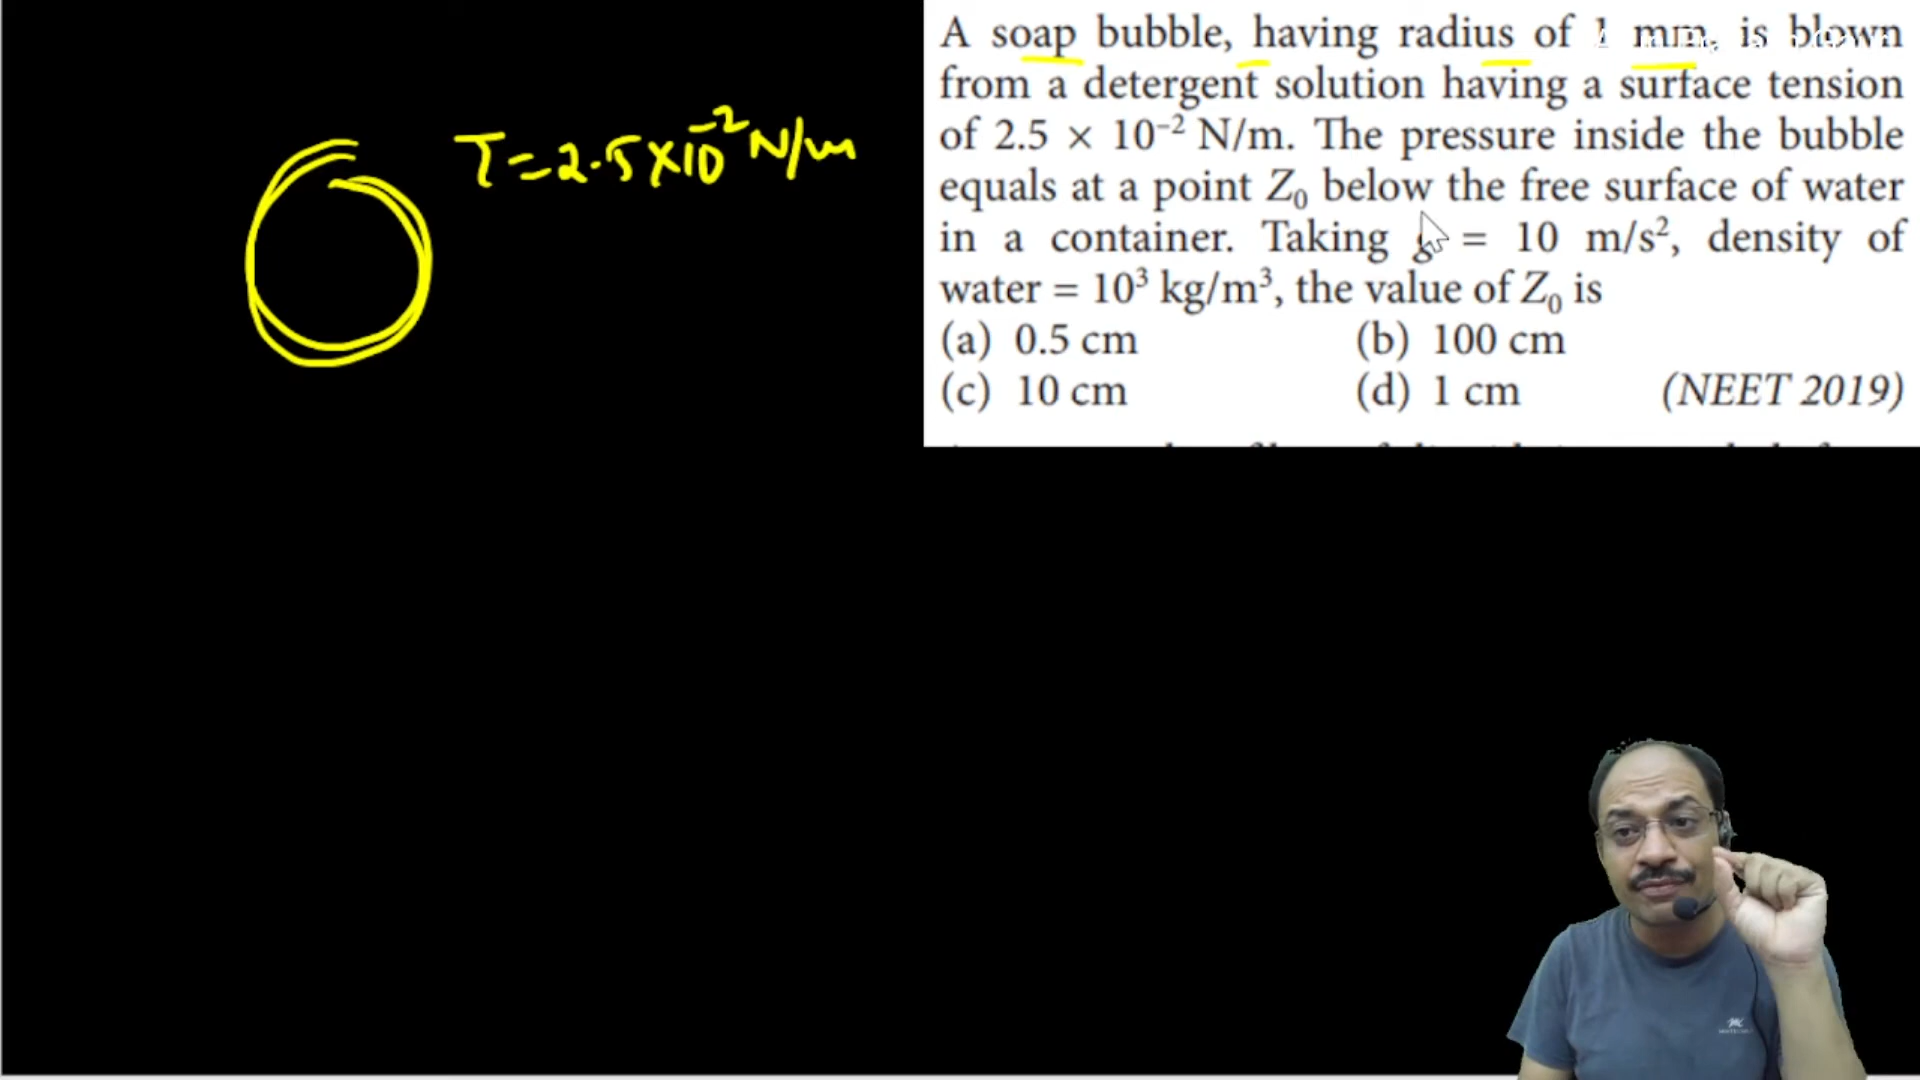 T=2.5×10⁻² N/m
A soap bubble, having radius of 1 mm, is blown
from a detergent solution having a surface tension
of 2.5 × 10⁻² N/m. The pressure inside the bubble
equals at a point Z₀ below the free surface of water
in a container. Taking g = 10 m/s², density of
water = 10³ kg/m³, the value of Z₀ is
(a) 0.5 cm (b) 100 cm
(c) 10 cm (d) 1 cm (NEET 2019)